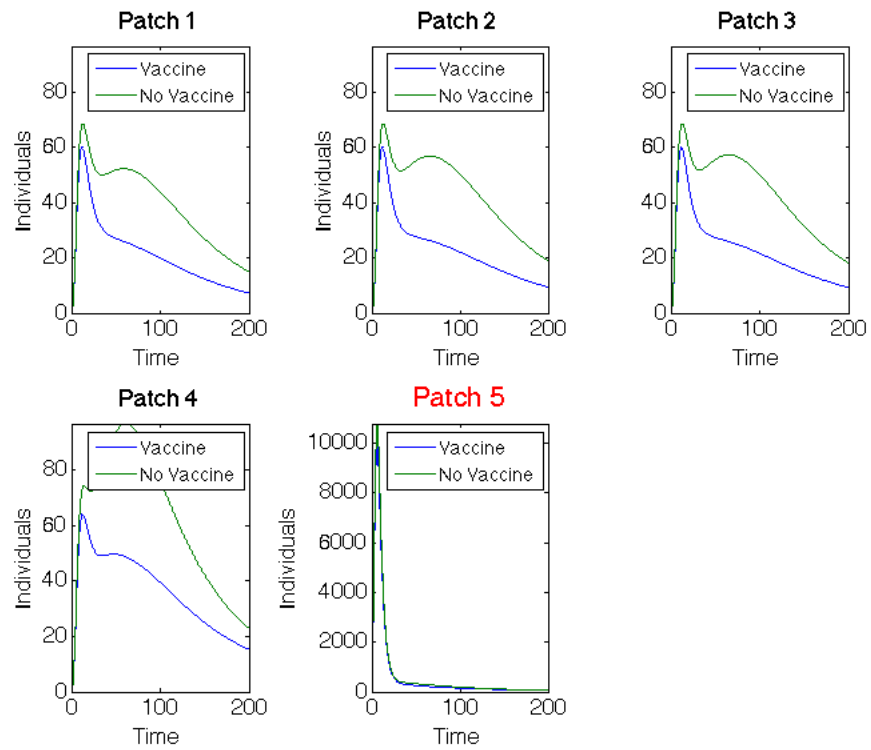 Patch 1
Patch 2
Patch 3
Vaccine
No Vaccine
Vaccine
No Vaccine
Vaccine
No Vaccine
Individuals
80
60
40
20
0
Individuals
80
60
40
20
0
Individuals
80
60
40
20
0
0 100 200
0 100 200
0 100 200
Time
Time
Time
Patch 4
Patch 5
Vaccine
No Vaccine
Vaccine
No Vaccine
Individuals
80
60
40
20
0
Individuals
10000
8000
6000
4000
2000
0
0 100 200
0 100 200
Time
Time